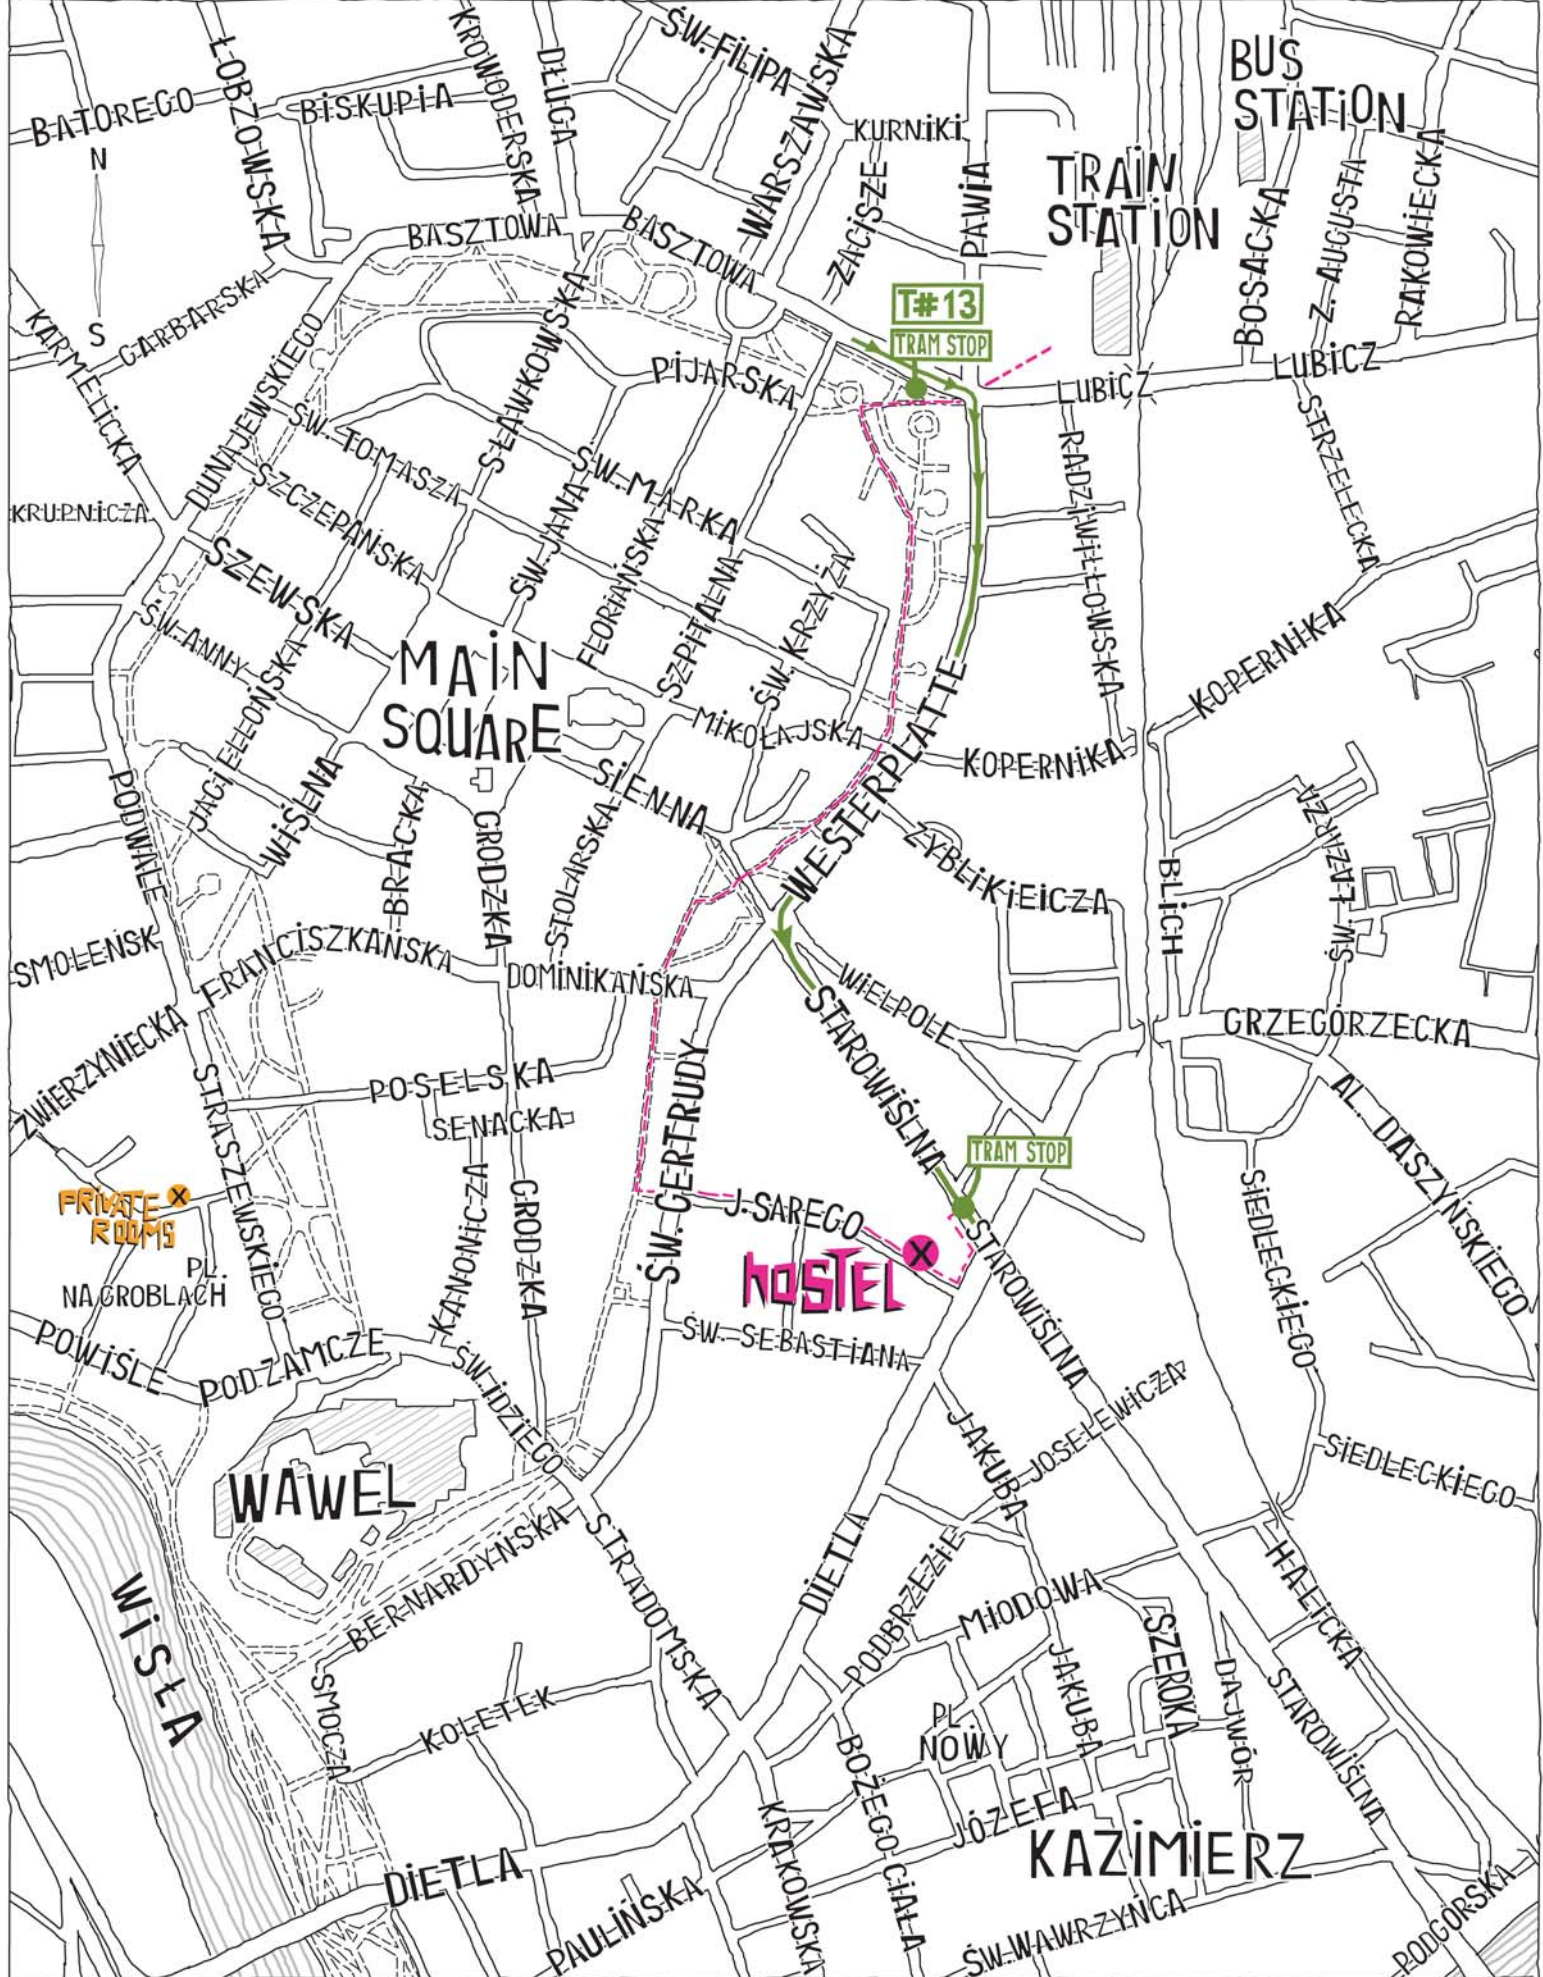 ŁOBZOWSKA
KROWODERSKA
DŁUGA
ŚW. FILIPA
WARSZAWSKA
BUS
STATION
BATOREGO
BISKUPIA
KURNIKI
N
S
ZACISZE
PAWIA
TRAIN
STATION
BOSACKA
Z. AUGUSTA
RAKOWIECKA
BASZTOWA
BASZTOWA
GARBARSKA
KARMELICKA
DUNAJEWSKIEGO
SŁAWKOWSKA
PIJARSKA
T#13
TRAM STOP
LUBICZ
LUBICZ
ŚW. TOMASZA
SZCZEPAŃSKA
ŚW. MARKA
RADZIWIŁŁOWSKA
STRZELECKA
KRUPNICZA
SZEWSKA
ŚW. JANA
FLORIAŃSKA
SZPITALNA
ŚW. KRZYŻA
ŚW. ANNY
JAGIELLOŃSKA
MAIN
SQUARE
MIKOŁAJSKA
WESTERPLATTE
KOPERNIKA
KOPERNIKA
PODWALE
WIŚLNA
BRACKA
GRODZKA
SIENNA
STOLARSKA
ZYBLIKIEICZA
BLICH
ŚW. ŁAZARZA
SMOLEŃSK
FRANCISZKAŃSKA
DOMINIKAŃSKA
WIELPOLE
GRZEGÓRZECKA
ZWIERZYNIECKA
STRASZEWSKIEGO
POSELSKA
SENACKA
ŚW. GERTRUDY
STAROWIŚLNA
AL. DASZYŃSKIEGO
TRAM STOP
PRIVATE
ROOMS
X
KANONICZA
GRODZKA
J. SAREGO
X
HOSTEL
STAROWIŚLNA
SIEDLECKIEGO
PL.
NA GROBLACH
POWIŚLE
PODZAMCZE
ŚW. IDZIEGO
ŚW. SEBASTIANA
JAKUBA
JOSELEWICZA
SIEDLECKIEGO
WAWEL
BERNARDYŃSKA
STRADOMSKA
DIETLA
PODBRZEZIE
MIODOWA
HALICKA
WISŁA
SMOCZA
KOLETEK
JAKUBA
SZEROKA
DAJWÓR
STAROWIŚLNA
PL.
NOWY
BOŻEGO CIAŁA
JÓZEFA
KAZIMIERZ
DIETLA
PAULIŃSKA
KRAKOWSKA
ŚW. WAWRZYŃCA
PODGÓRSKA